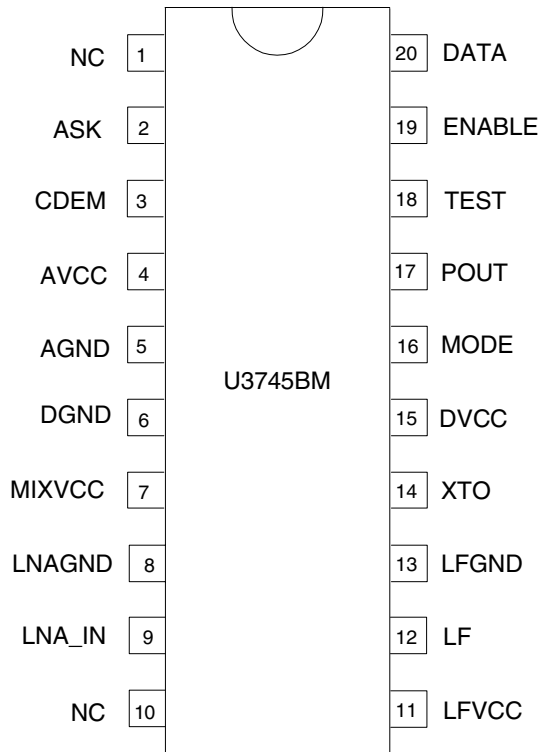 NC 1 20 DATA
ASK 2 19 ENABLE
CDEM 3 18 TEST
AVCC 4 17 POUT
AGND 5 16 MODE
U3745BM
DGND 6 15 DVCC
MIXVCC 7 14 XTO
LNAGND 8 13 LFGND
LNA_IN 9 12 LF
NC 10 11 LFVCC